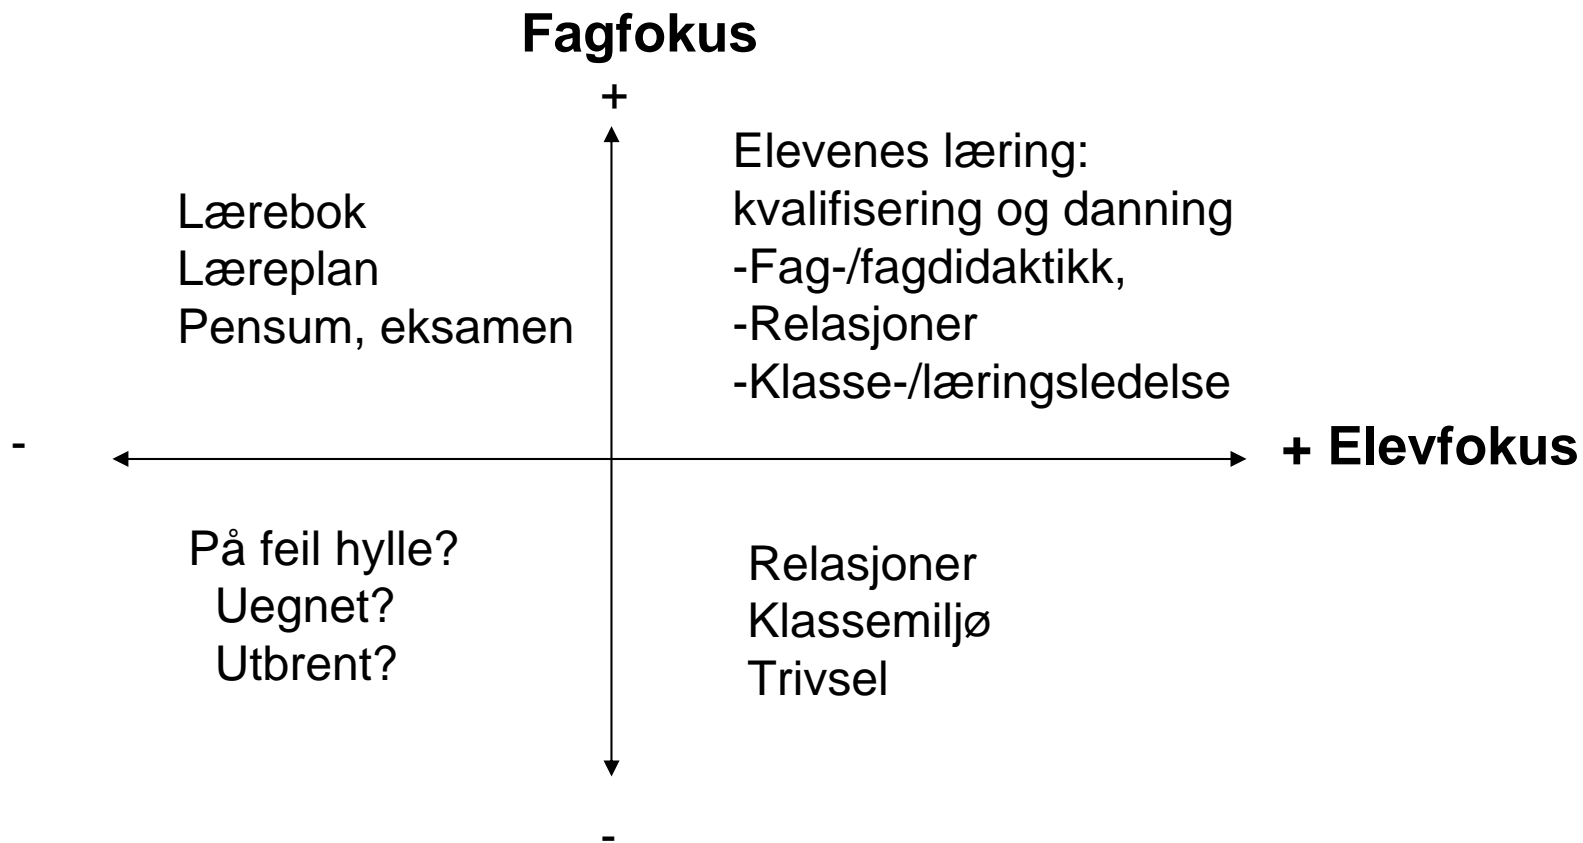 Fagfokus
+
Elevenes læring:
kvalifisering og danning
-Fag-/fagdidaktikk,
-Relasjoner
-Klasse-/læringsledelse
Lærebok
Læreplan
Pensum, eksamen
-
+ Elevfokus
På feil hylle?
Uegnet?
Utbrent?
Relasjoner
Klassemiljø
Trivsel
-